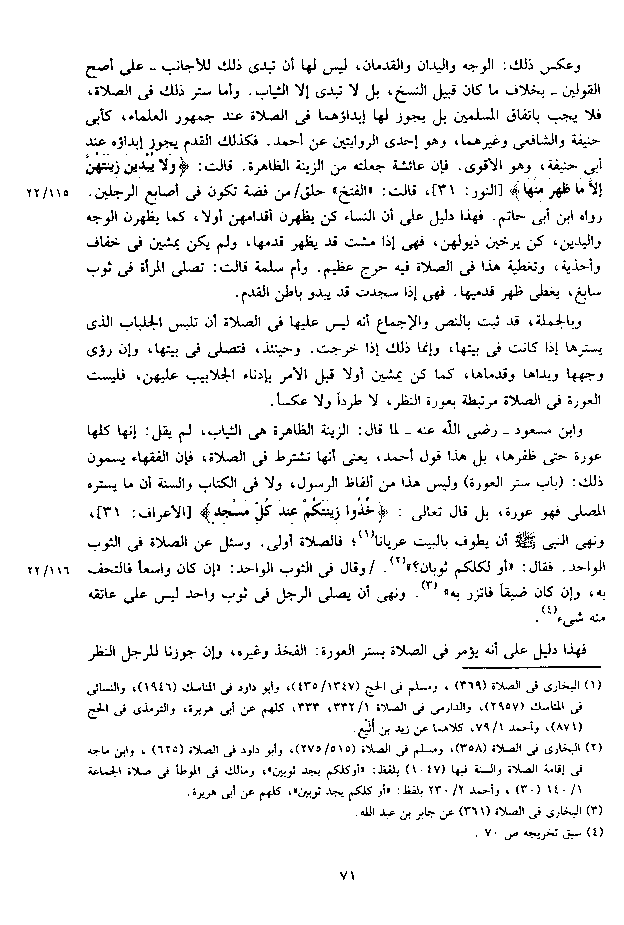 وعكس ذلك: الوجه واليدان والقدمان، ليس لها أن تبدى ذلك للأجانب ـ على أصح
القولين ـ بخلاف ما كان قبيل النسخ، بل لا تبدى إلا الثياب. وأما ستر ذلك فى الصلاة،
فلا يجب باتفاق المسلمين بل يجوز لها إبداؤهما فى الصلاة عند جمهور العلماء، كأبى
حنيفة والشافعى وغيرهما، وهو إحدى الروايتين عن أحمد. فكذلك القدم يجوز إبداؤه عند
أبى حنيفة، وهو الأقوى. فإن عائشة جعلته من الزينة الظاهرة. قالت: ﴿وَلا يُبْدِينَ زِينَتَهُنَّ
إِلاَّ مَا ظَهَرَ مِنْهَا﴾ [النور: ٣١]، قالت: «الفتخ» حلق/ من فضة تكون فى أصابع الرجلين. ٢٢/١١٥
رواه ابن أبى حاتم. فهذا دليل على أن النساء كن يظهرن أقدامهن أولا، كما يظهرن الوجه
واليدين، كن يرخين ذيولهن، فهى إذا مشت قد يظهر قدمها، ولم يكن يمشين فى خفاف
وأحذية، وتغطية هذا فى الصلاة فيه حرج عظيم. وأم سلمة قالت: تصلى المرأة فى ثوب
سابغ، يغطى ظهر قدميها. فهى إذا سجدت قد يبدو باطن القدم.
وبالجملة، قد ثبت بالنص والإجماع أنه ليس عليها فى الصلاة أن تلبس الجلباب الذى
يسترها إذا كانت فى بيتها، وإنما ذلك إذا خرجت. وحينئذ، فتصلى فى بيتها، وإن رؤى
وجهها ويداها وقدماها، كما كن يمشين أولا قبل الأمر بإدناء الجلابيب عليهن، فليست
العورة فى الصلاة مرتبطة بعورة النظر، لا طرداً ولا عكساً.
وابن مسعود ـ رضى الله عنه ـ لما قال: الزينة الظاهرة هى الثياب، لم يقل: إنها كلها
عورة حتى ظفرها، بل هذا قول أحمد، يعنى أنها تشترط فى الصلاة، فإن الفقهاء يسمون
ذلك: (باب ستر العورة) وليس هذا من ألفاظ الرسول، ولا فى الكتاب والسنة أن ما يستره
المصلى فهو عورة، بل قال تعالى : ﴿خُذُوا زِينَتَكُمْ عِندَ كُلِّ مَسْجِدٍ﴾ [الأعراف: ٣١]،
ونهى النبى ﷺ أن يطوف بالبيت عريانا(١)؛ فالصلاة أولى. وسئل عن الصلاة فى الثوب
الواحد. فقال: «أو لكلكم ثوبان؟»(٢). /وقال فى الثوب الواحد: «إن كان واسعاً فالتحف ٢٢/١١٦
به، وإن كان ضيقاً فاتزر به»(٣). ونهى أن يصلى الرجل فى ثوب واحد ليس على عاتقه
منه شىء(٤).
فهذا دليل على أنه يؤمر فى الصلاة بستر العورة: الفخذ وغيره، وإن جوزنا للرجل النظر
(١) البخارى فى الصلاة (٣٦٩) ، ومسلم فى الحج (٤٣٥/١٣٤٧)، وأبو داود فى المناسك (١٩٤٦)، والنسائى
فى المناسك (٢٩٥٧)، والدارمى فى الصلاة ١/ ٣٣٢، ٣٣٣، كلهم عن أبى هريرة، والترمذى فى الحج
(٨٧١)، وأحمد ١/ ٧٩، كلاهما عن زيد بن أُثَيْع.
(٢) البخارى فى الصلاة (٣٥٨)، ومسلم فى الصلاة (٢٧٥/٥١٥)، وأبو داود فى الصلاة (٦٢٥) ، وابن ماجه
فى إقامة الصلاة والسنة فيها (١٠٤٧) بلفظ: «أوكلكم يجد ثوبين»، ومالك فى الموطأ فى صلاة الجماعة
١/ ١٤٠ (٣٠) ، وأحمد ٢/ ٢٣٠ بلفظ: «أو كلكم يجد ثوبين»، كلهم عن أبى هريرة.
(٣) البخارى فى الصلاة (٣٦١) عن جابر بن عبد الله.
(٤) سبق تخريجه ص ٧٠ .
٧١